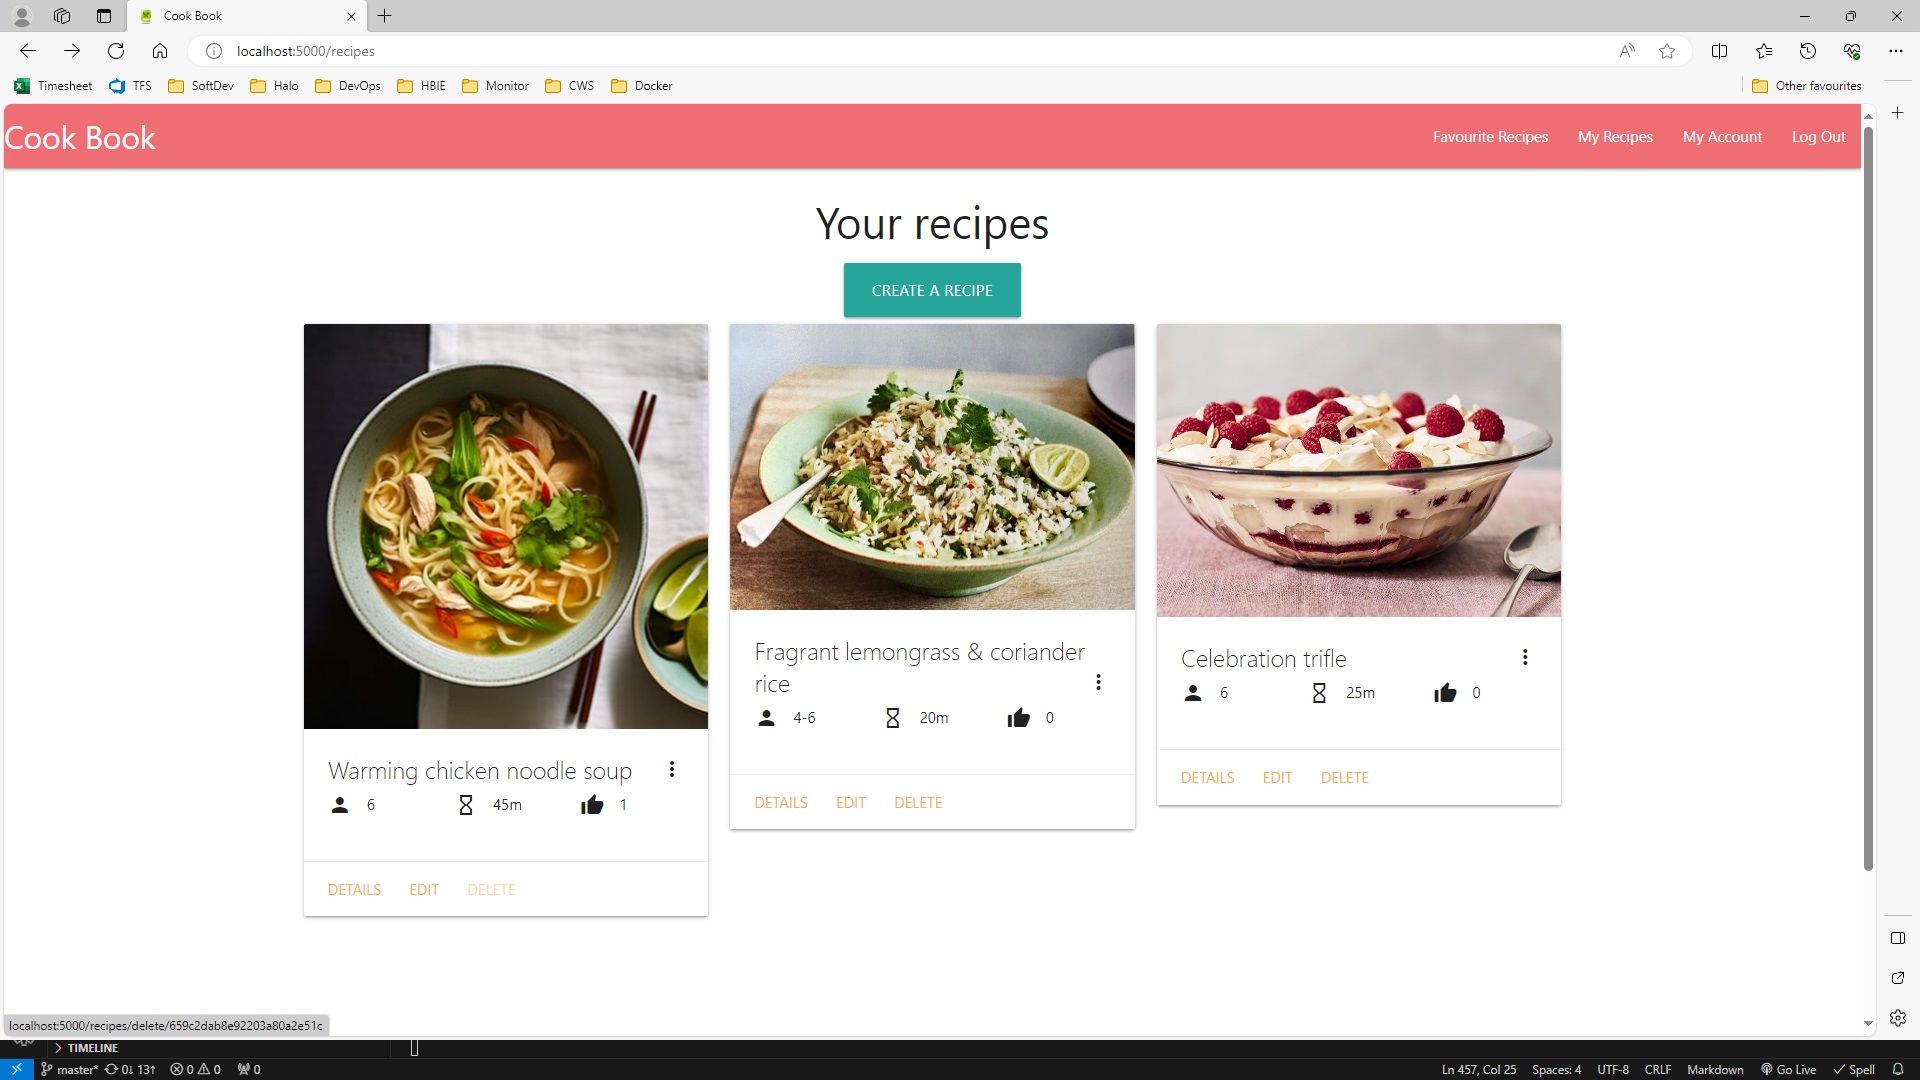 Cook Book
localhost:5000/recipes
Timesheet TFS SoftDev Halo DevOps HBIE Monitor CWS Docker Other favourites
Cook Book
Favourite Recipes My Recipes My Account Log Out
Your recipes
CREATE A RECIPE
Warming chicken noodle soup
6 45m 1
DETAILS EDIT DELETE
Fragrant lemongrass & coriander
rice
4-6 20m 0
DETAILS EDIT DELETE
Celebration trifle
6 25m 0
DETAILS EDIT DELETE
localhost:5000/recipes/delete/659c2dab8e92203a80a2e51c
TIMELINE
master* 0↓ 13↑ 0 0 0 Ln 457, Col 25 Spaces: 4 UTF-8 CRLF Markdown Go Live Spell